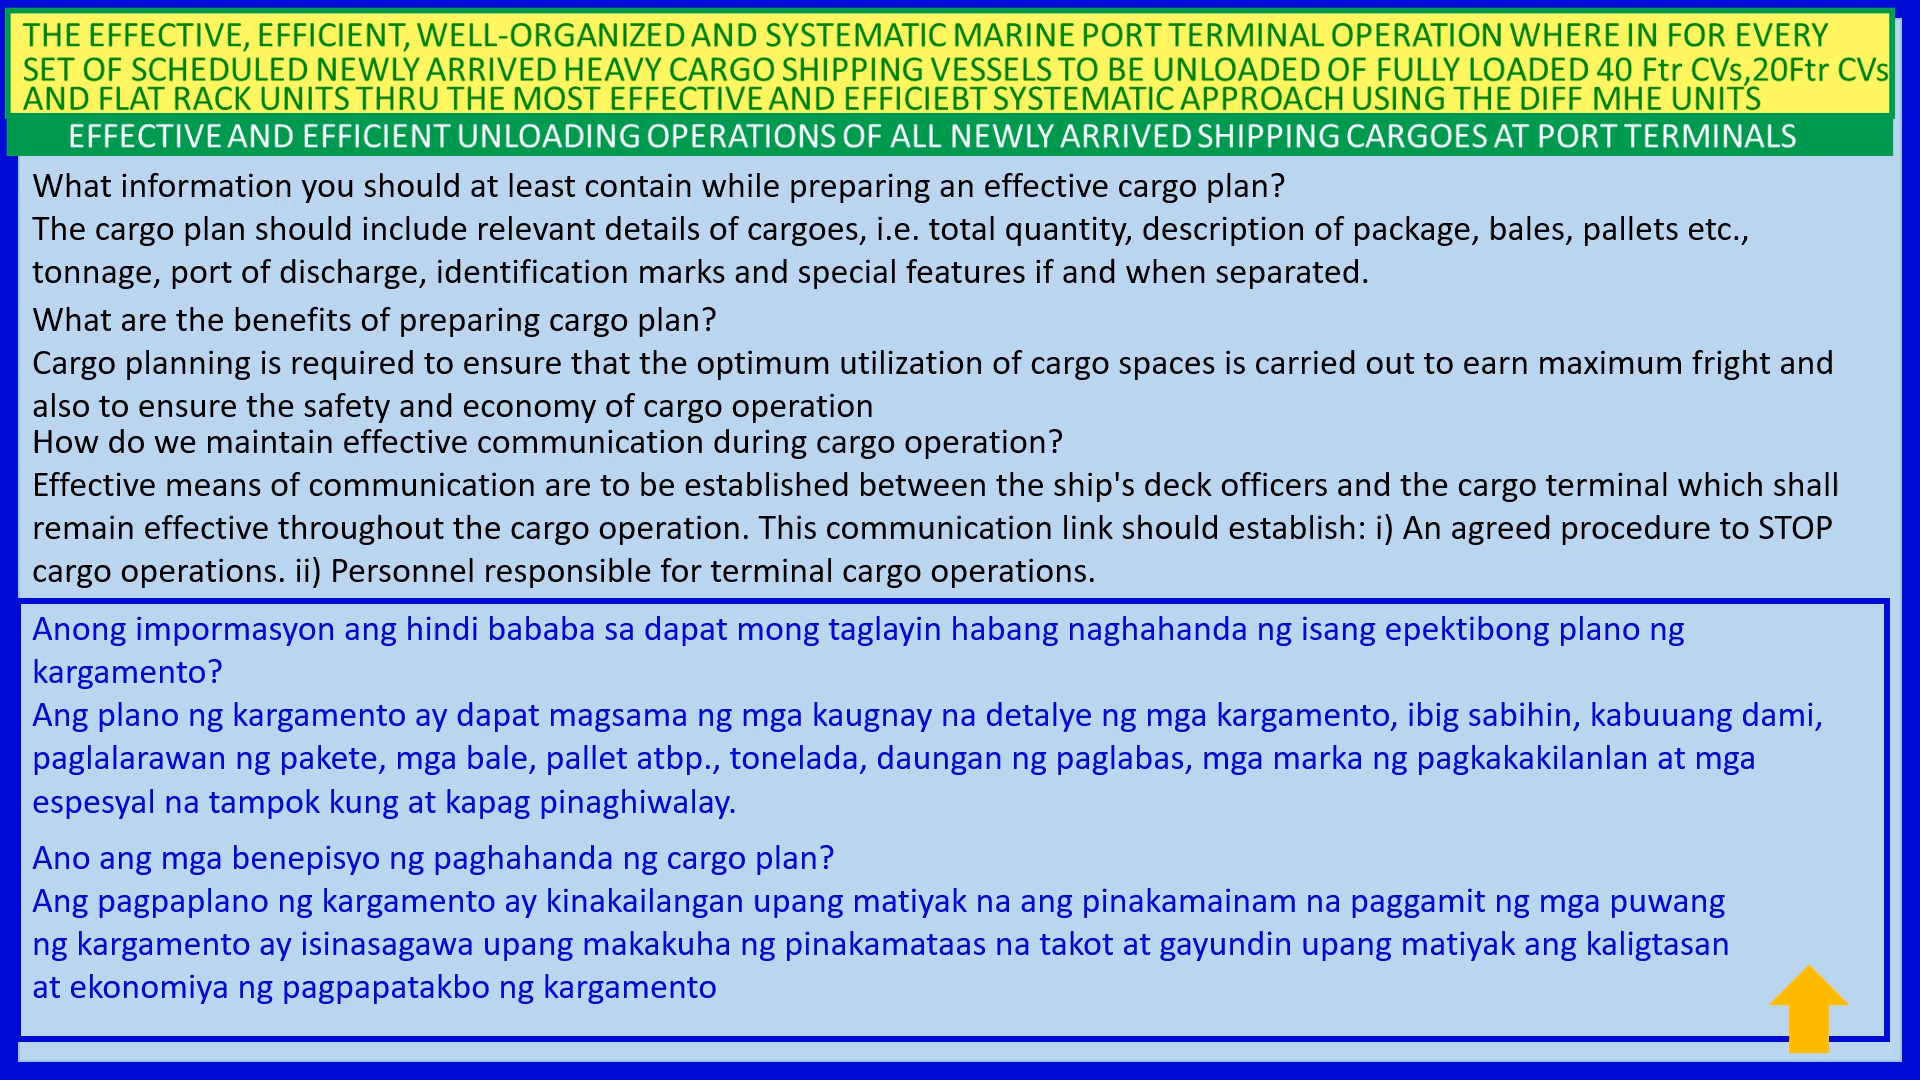 THE EFFECTIVE, EFFICIENT, WELL-ORGANIZED AND SYSTEMATIC MARINE PORT TERMINAL OPERATION WHERE IN FOR EVERY
SET OF SCHEDULED NEWLY ARRIVED HEAVY CARGO SHIPPING VESSELS TO BE UNLOADED OF FULLY LOADED 40 Ftr CVs,20Ftr CVs
AND FLAT RACK UNITS THRU THE MOST EFFECTIVE AND EFFICIEBT SYSTEMATIC APPROACH USING THE DIFF MHE UNITS
EFFECTIVE AND EFFICIENT UNLOADING OPERATIONS OF ALL NEWLY ARRIVED SHIPPING CARGOES AT PORT TERMINALS
What information you should at least contain while preparing an effective cargo plan?
The cargo plan should include relevant details of cargoes, i.e. total quantity, description of package, bales, pallets etc.,
tonnage, port of discharge, identification marks and special features if and when separated.
What are the benefits of preparing cargo plan?
Cargo planning is required to ensure that the optimum utilization of cargo spaces is carried out to earn maximum fright and
also to ensure the safety and economy of cargo operation
How do we maintain effective communication during cargo operation?
Effective means of communication are to be established between the ship's deck officers and the cargo terminal which shall
remain effective throughout the cargo operation. This communication link should establish: i) An agreed procedure to STOP
cargo operations. ii) Personnel responsible for terminal cargo operations.
Anong impormasyon ang hindi bababa sa dapat mong taglayin habang naghahanda ng isang epektibong plano ng
kargamento?
Ang plano ng kargamento ay dapat magsama ng mga kaugnay na detalye ng mga kargamento, ibig sabihin, kabuuang dami,
paglalarawan ng pakete, mga bale, pallet atbp., tonelada, daungan ng paglabas, mga marka ng pagkakakilanlan at mga
espesyal na tampok kung at kapag pinaghiwalay.
Ano ang mga benepisyo ng paghahanda ng cargo plan?
Ang pagpaplano ng kargamento ay kinakailangan upang matiyak na ang pinakamainam na paggamit ng mga puwang
ng kargamento ay isinasagawa upang makakuha ng pinakamataas na takot at gayundin upang matiyak ang kaligtasan
at ekonomiya ng pagpapatakbo ng kargamento